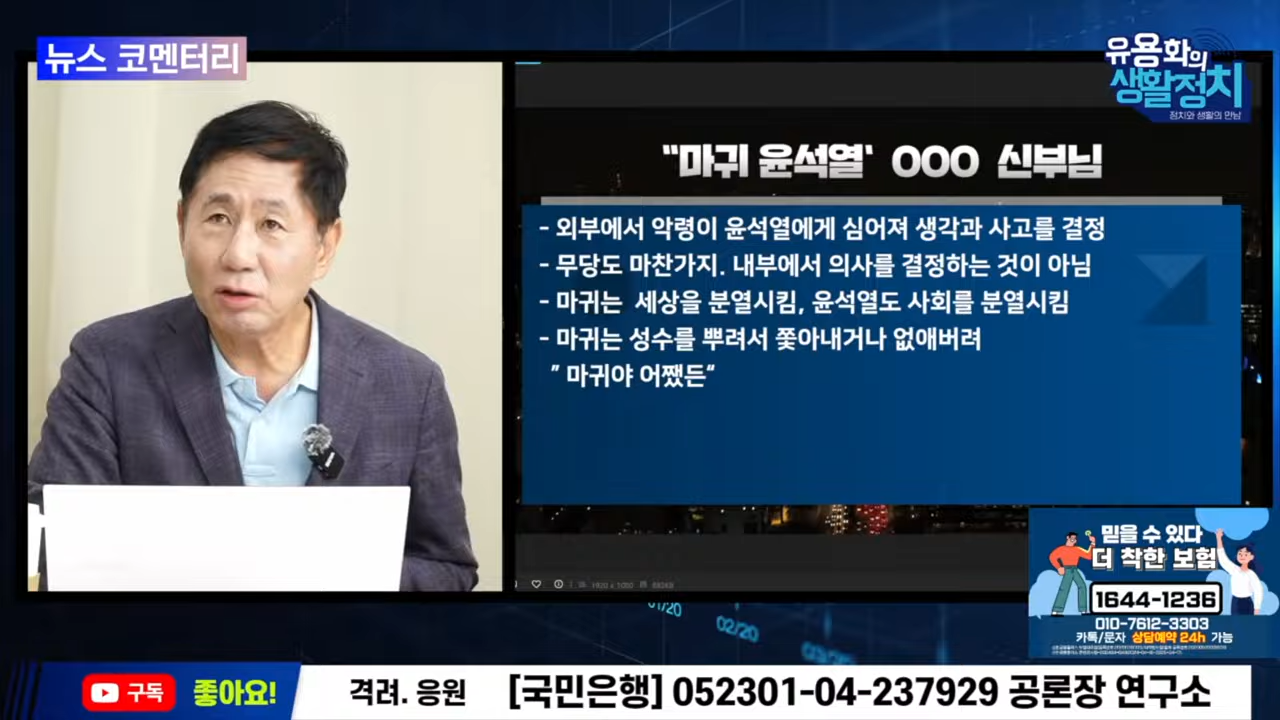 뉴스 코멘터리
유용화의
생활정치
정치와 생활의 만남
“마귀 윤석열‘ OOO 신부님
- 외부에서 악령이 윤석열에게 심어져 생각과 사고를 결정
- 무당도 마찬가지. 내부에서 의사를 결정하는 것이 아님
- 마귀는 세상을 분열시킴, 윤석열도 사회를 분열시킴
- 마귀는 성수를 뿌려서 쫓아내거나 없애버려
” 마귀야 어쨌든“
1920 x 1080
680KB
01/20
02/20
믿을 수 있다
더 착한 보험
1644-1236
010-7612-3303
카톡/문자 상담예약 24h 가능
구독 좋아요! 격려. 응원 [국민은행] 052301-04-237929 공론장 연구소